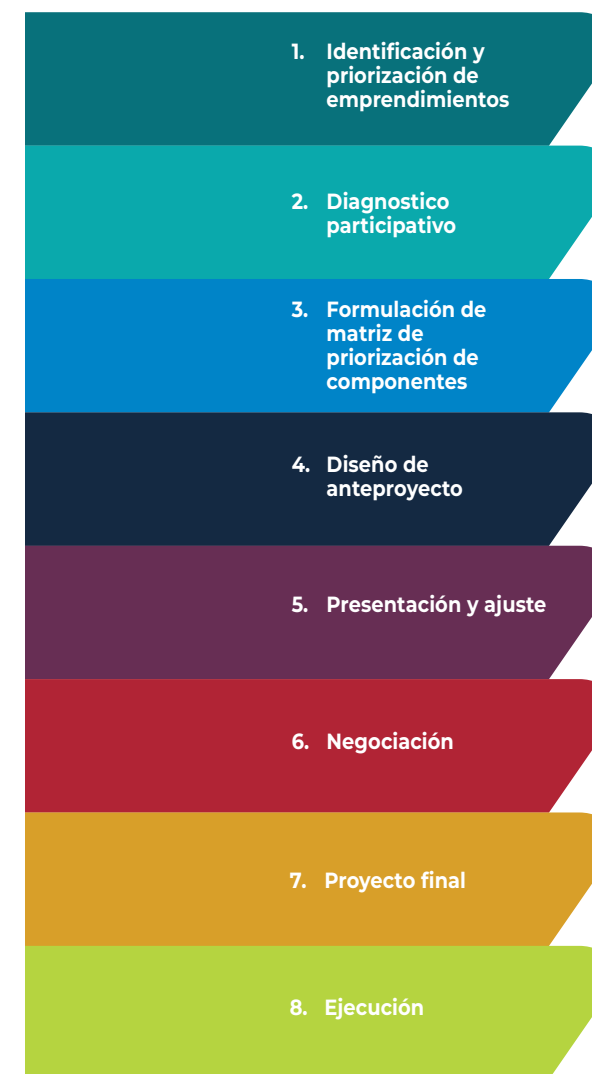 1. Identificación y
priorización de
emprendimientos
2. Diagnostico
participativo
3. Formulación de
matriz de
priorización de
componentes
4. Diseño de
anteproyecto
5. Presentación y ajuste
6. Negociación
7. Proyecto final
8. Ejecución